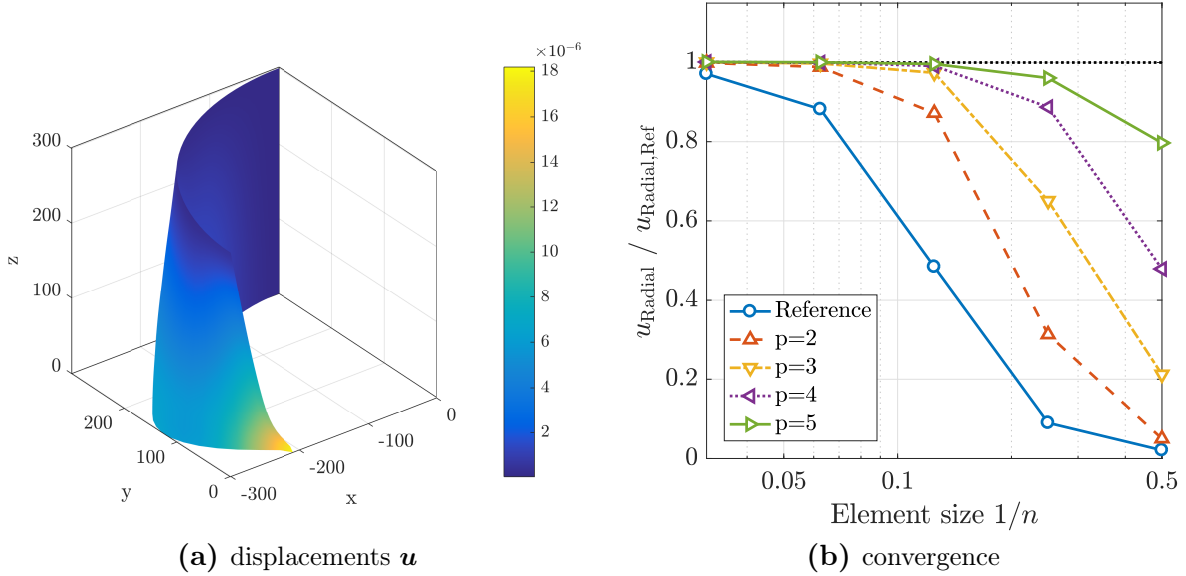 ×10⁻⁶
18
16
14
12
10
8
6
4
2
300
200
100
0
z
200
100
0
y
-300
-200
-100
0
x
(a) displacements u
1
0.8
0.6
0.4
0.2
0
u_Radial / u_Radial,Ref
Reference
p=2
p=3
p=4
p=5
0.05
0.1
0.5
Element size 1/n
(b) convergence